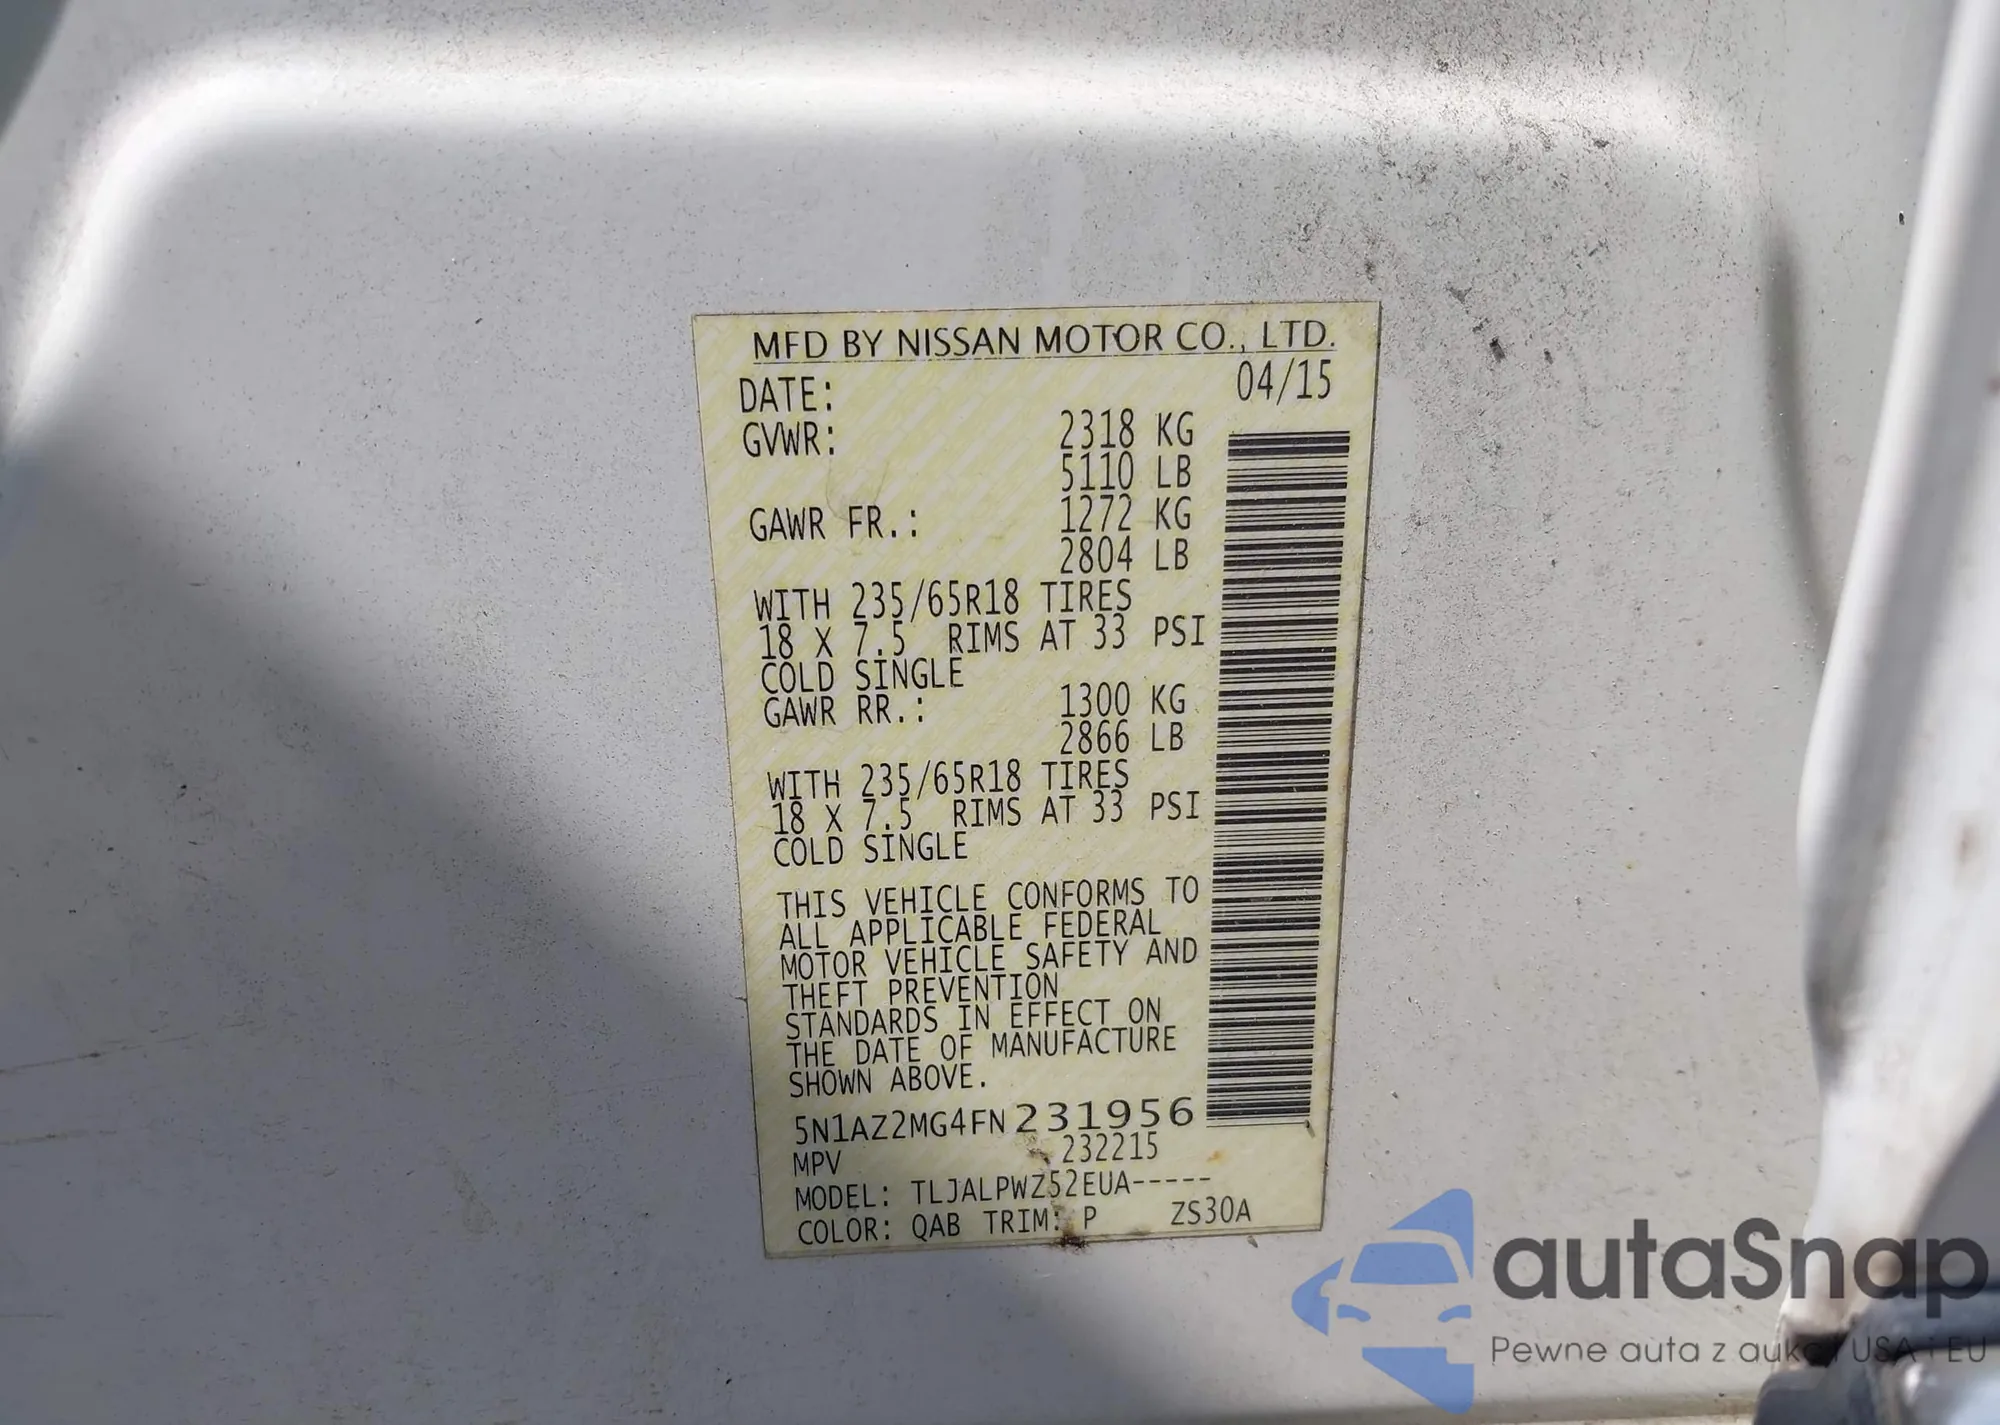 MFD BY NISSAN MOTOR CO., LTD.
DATE: 04/15
GVWR: 2318 KG
5110 LB
GAWR FR.: 1272 KG
2804 LB
WITH 235/65R18 TIRES
18 X 7.5 RIMS AT 33 PSI
COLD SINGLE
GAWR RR.: 1300 KG
2866 LB
WITH 235/65R18 TIRES
18 X 7.5 RIMS AT 33 PSI
COLD SINGLE
THIS VEHICLE CONFORMS TO
ALL APPLICABLE FEDERAL
MOTOR VEHICLE SAFETY AND
THEFT PREVENTION
STANDARDS IN EFFECT ON
THE DATE OF MANUFACTURE
SHOWN ABOVE.
5N1AZ2MG4FN231956
MPV 232215
MODEL: TLJALPWZ52EUA-----
COLOR: QAB TRIM: P ZS30A
autaSnap
Pewne auta z aukcji USA i EU